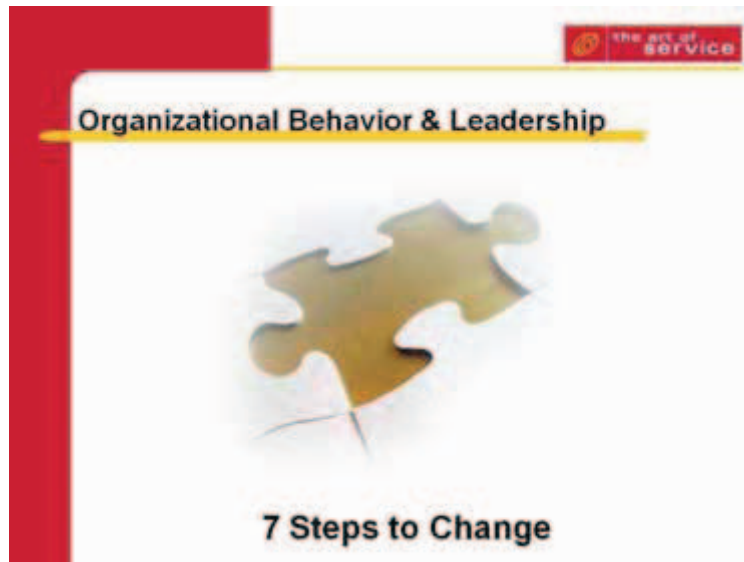 the art of
service
Organizational Behavior & Leadership
7 Steps to Change